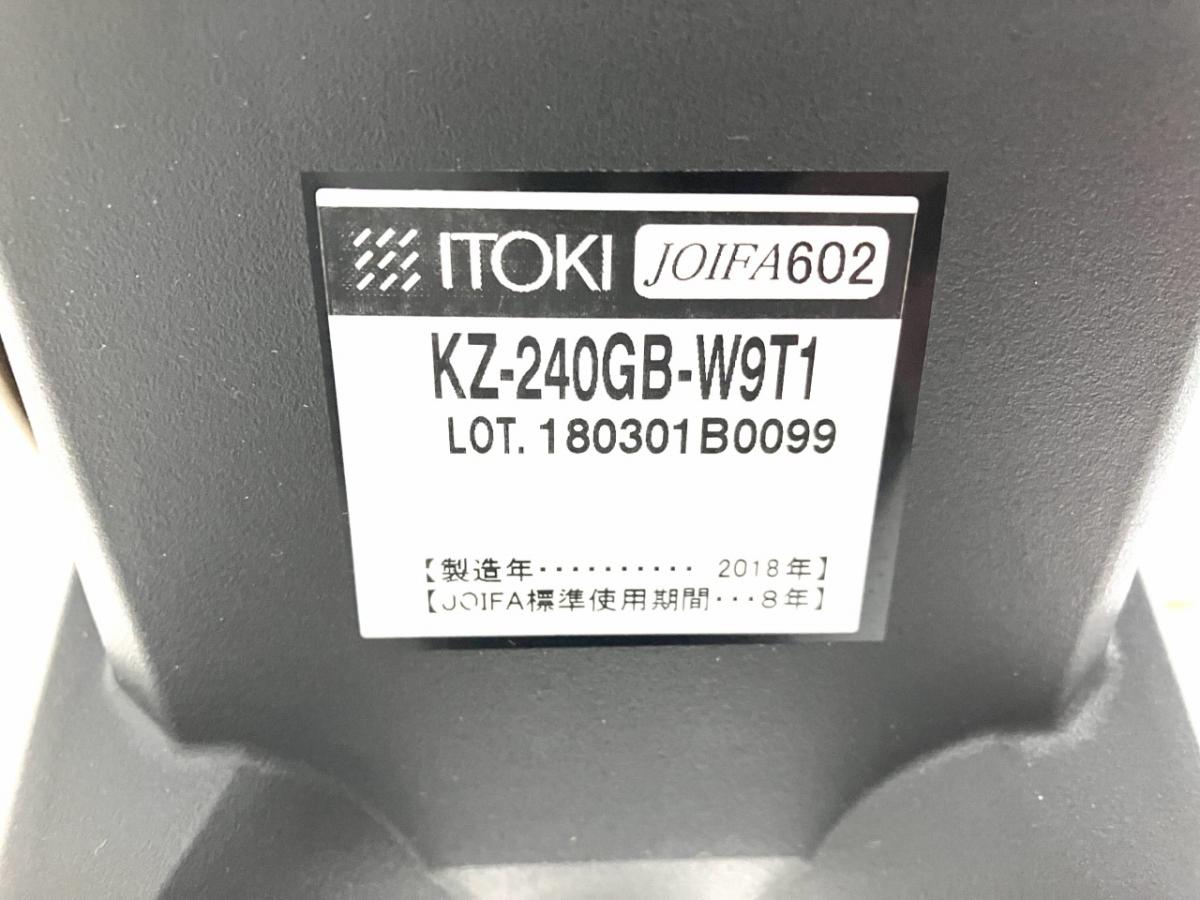 ITOKI JOIFA602
KZ-240GB-W9T1
LOT. 180301B0099
【製造年・・・・・・・・・・ 2018年】
【JOIFA標準使用期間・・・8年】